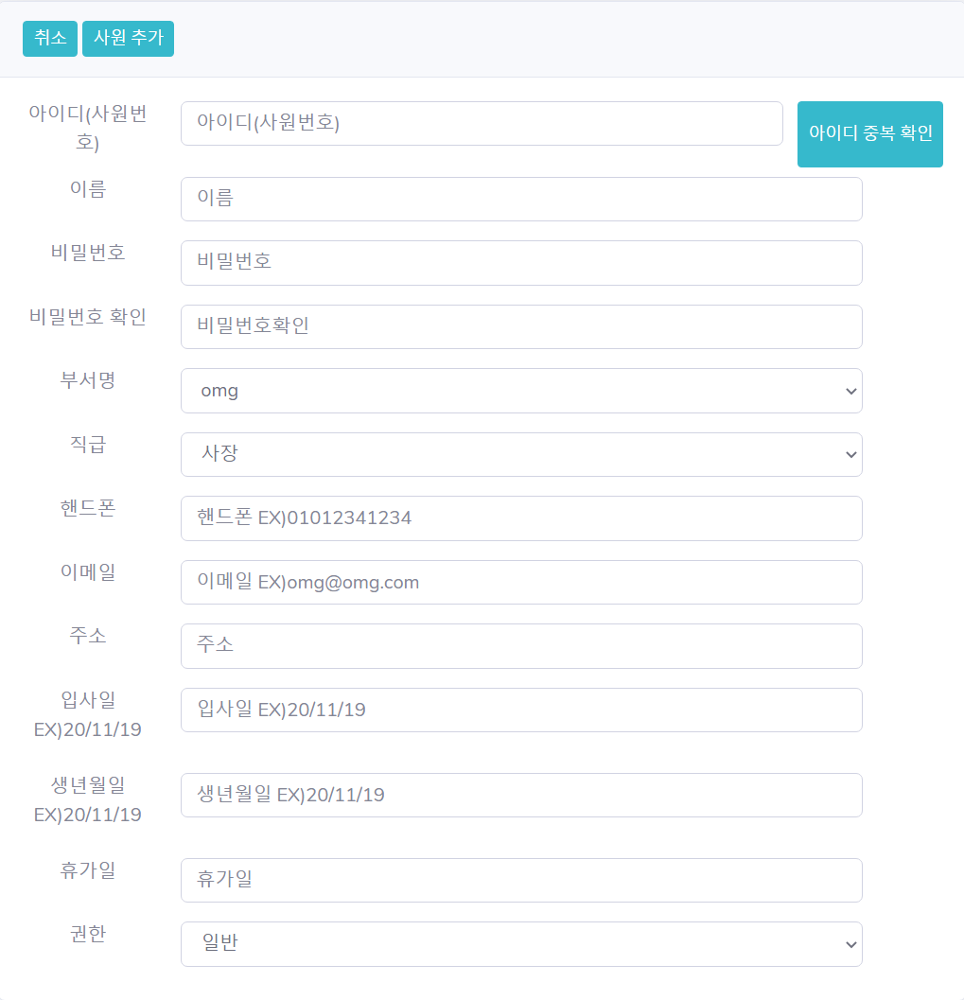 취소 사원 추가
아이디(사원번
호)
아이디(사원번호)
아이디 중복 확인
이름
이름
비밀번호
비밀번호
비밀번호 확인
비밀번호확인
부서명
omg
직급
사장
핸드폰
핸드폰 EX)01012341234
이메일
이메일 EX)omg@omg.com
주소
주소
입사일
EX)20/11/19
입사일 EX)20/11/19
생년월일
EX)20/11/19
생년월일 EX)20/11/19
휴가일
휴가일
권한
일반